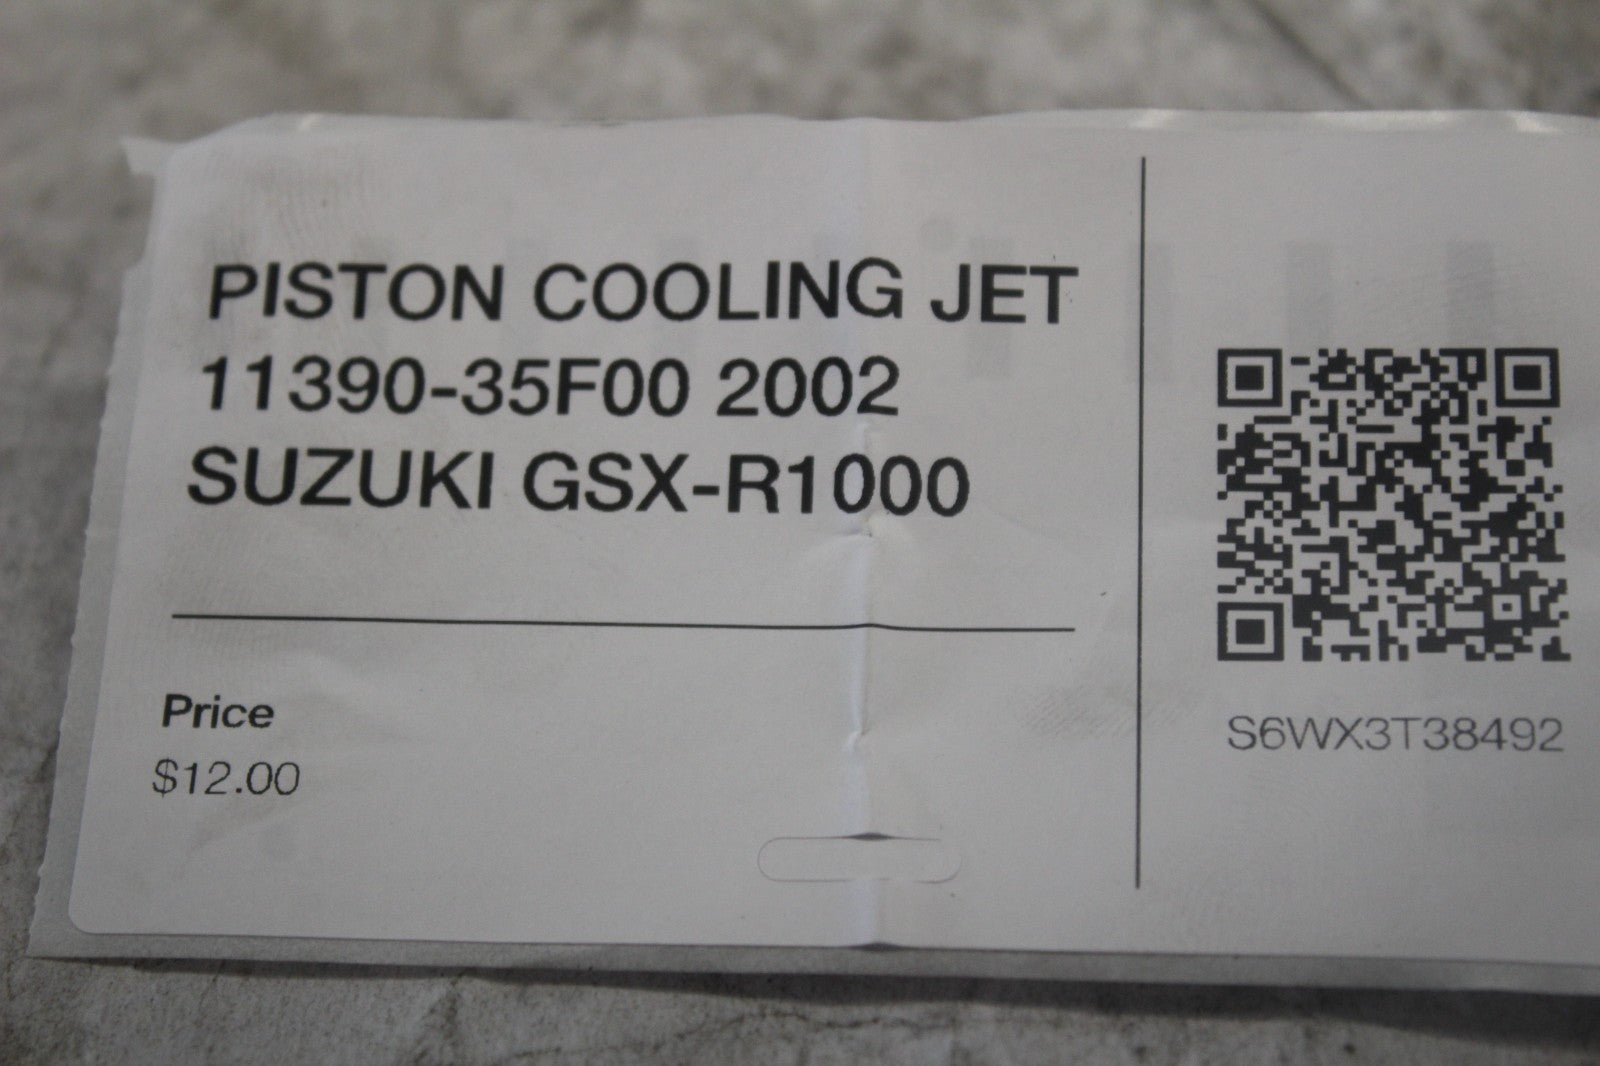 PISTON COOLING JET
11390-35F00 2002
SUZUKI GSX-R1000
Price
$12.00
S6WX3T38492